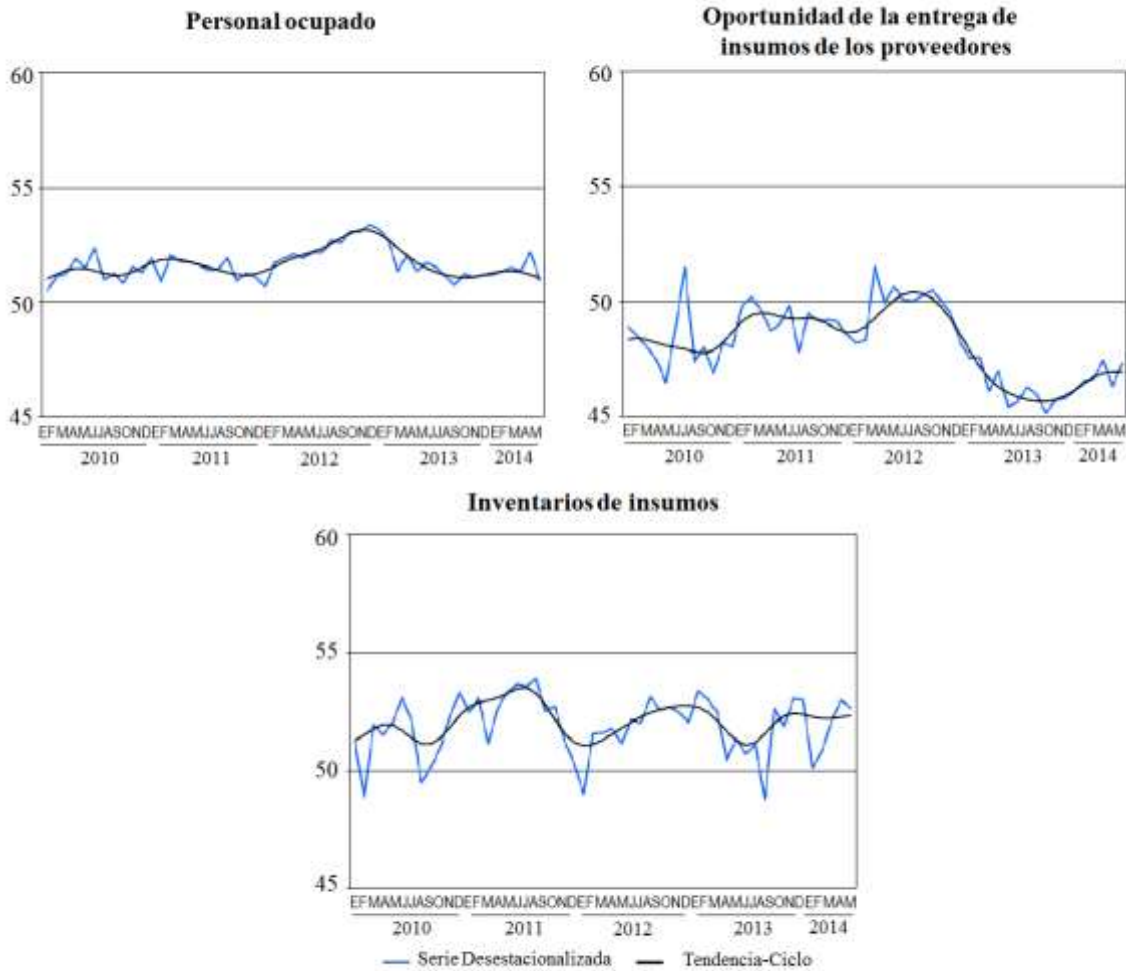 Personal ocupado
Oportunidad de la entrega de
insumos de los proveedores
60
55
50
45
EFMAMJJASONDEFMAMJJASONDEFMAMJJASONDEFMAMJJASONDEFMAM
2010 2011 2012 2013 2014
60
55
50
45
EFMAMJJASONDEFMAMJJASONDEFMAMJJASONDEFMAMJJASONDEFMAM
2010 2011 2012 2013 2014
Inventarios de insumos
60
55
50
45
EFMAMJJASONDEFMAMJJASONDEFMAMJJASONDEFMAMJJASONDEFMAM
2010 2011 2012 2013 2014
Serie Desestacionalizada Tendencia-Ciclo